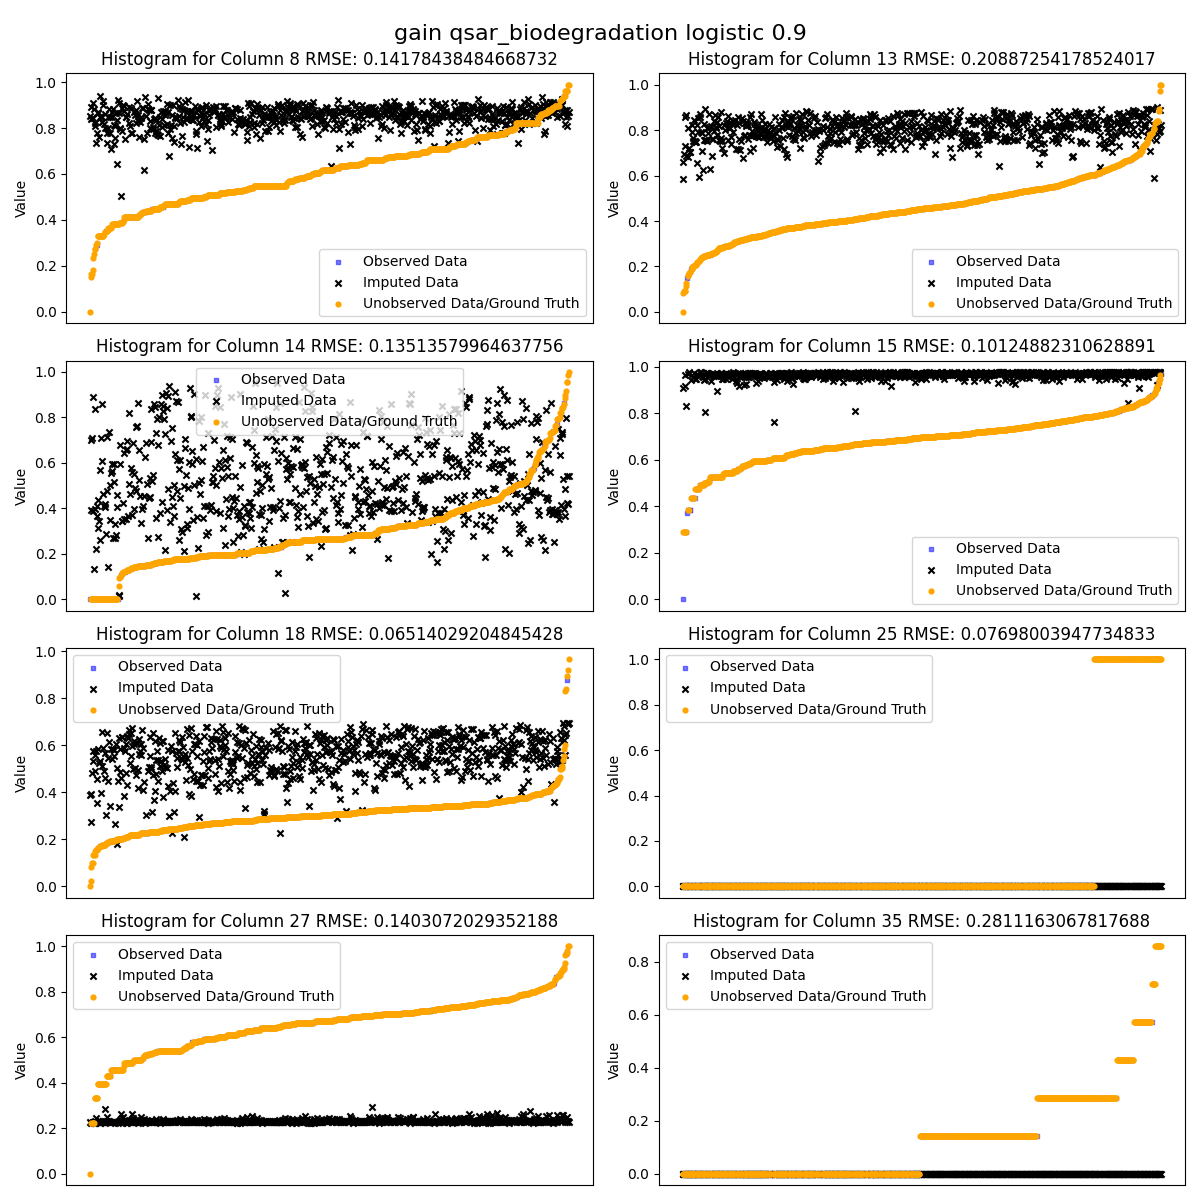 gain qsar_biodegradation logistic 0.9
Histogram for Column 8 RMSE: 0.14178438484668732
1.0
0.8
0.6
0.4
0.2
0.0
Value
Observed Data
Imputed Data
Unobserved Data/Ground Truth
Histogram for Column 13 RMSE: 0.20887254178524017
1.0
0.8
0.6
0.4
0.2
0.0
Value
Observed Data
Imputed Data
Unobserved Data/Ground Truth
Histogram for Column 14 RMSE: 0.13513579964637756
1.0
0.8
0.6
0.4
0.2
0.0
Value
Observed Data
Imputed Data
Unobserved Data/Ground Truth
Histogram for Column 15 RMSE: 0.10124882310628891
1.0
0.8
0.6
0.4
0.2
0.0
Value
Observed Data
Imputed Data
Unobserved Data/Ground Truth
Histogram for Column 18 RMSE: 0.06514029204845428
1.0
0.8
0.6
0.4
0.2
0.0
Value
Observed Data
Imputed Data
Unobserved Data/Ground Truth
Histogram for Column 25 RMSE: 0.07698003947734833
1.0
0.8
0.6
0.4
0.2
0.0
Value
Observed Data
Imputed Data
Unobserved Data/Ground Truth
Histogram for Column 27 RMSE: 0.1403072029352188
1.0
0.8
0.6
0.4
0.2
0.0
Value
Observed Data
Imputed Data
Unobserved Data/Ground Truth
Histogram for Column 35 RMSE: 0.2811163067817688
0.8
0.6
0.4
0.2
0.0
Value
Observed Data
Imputed Data
Unobserved Data/Ground Truth